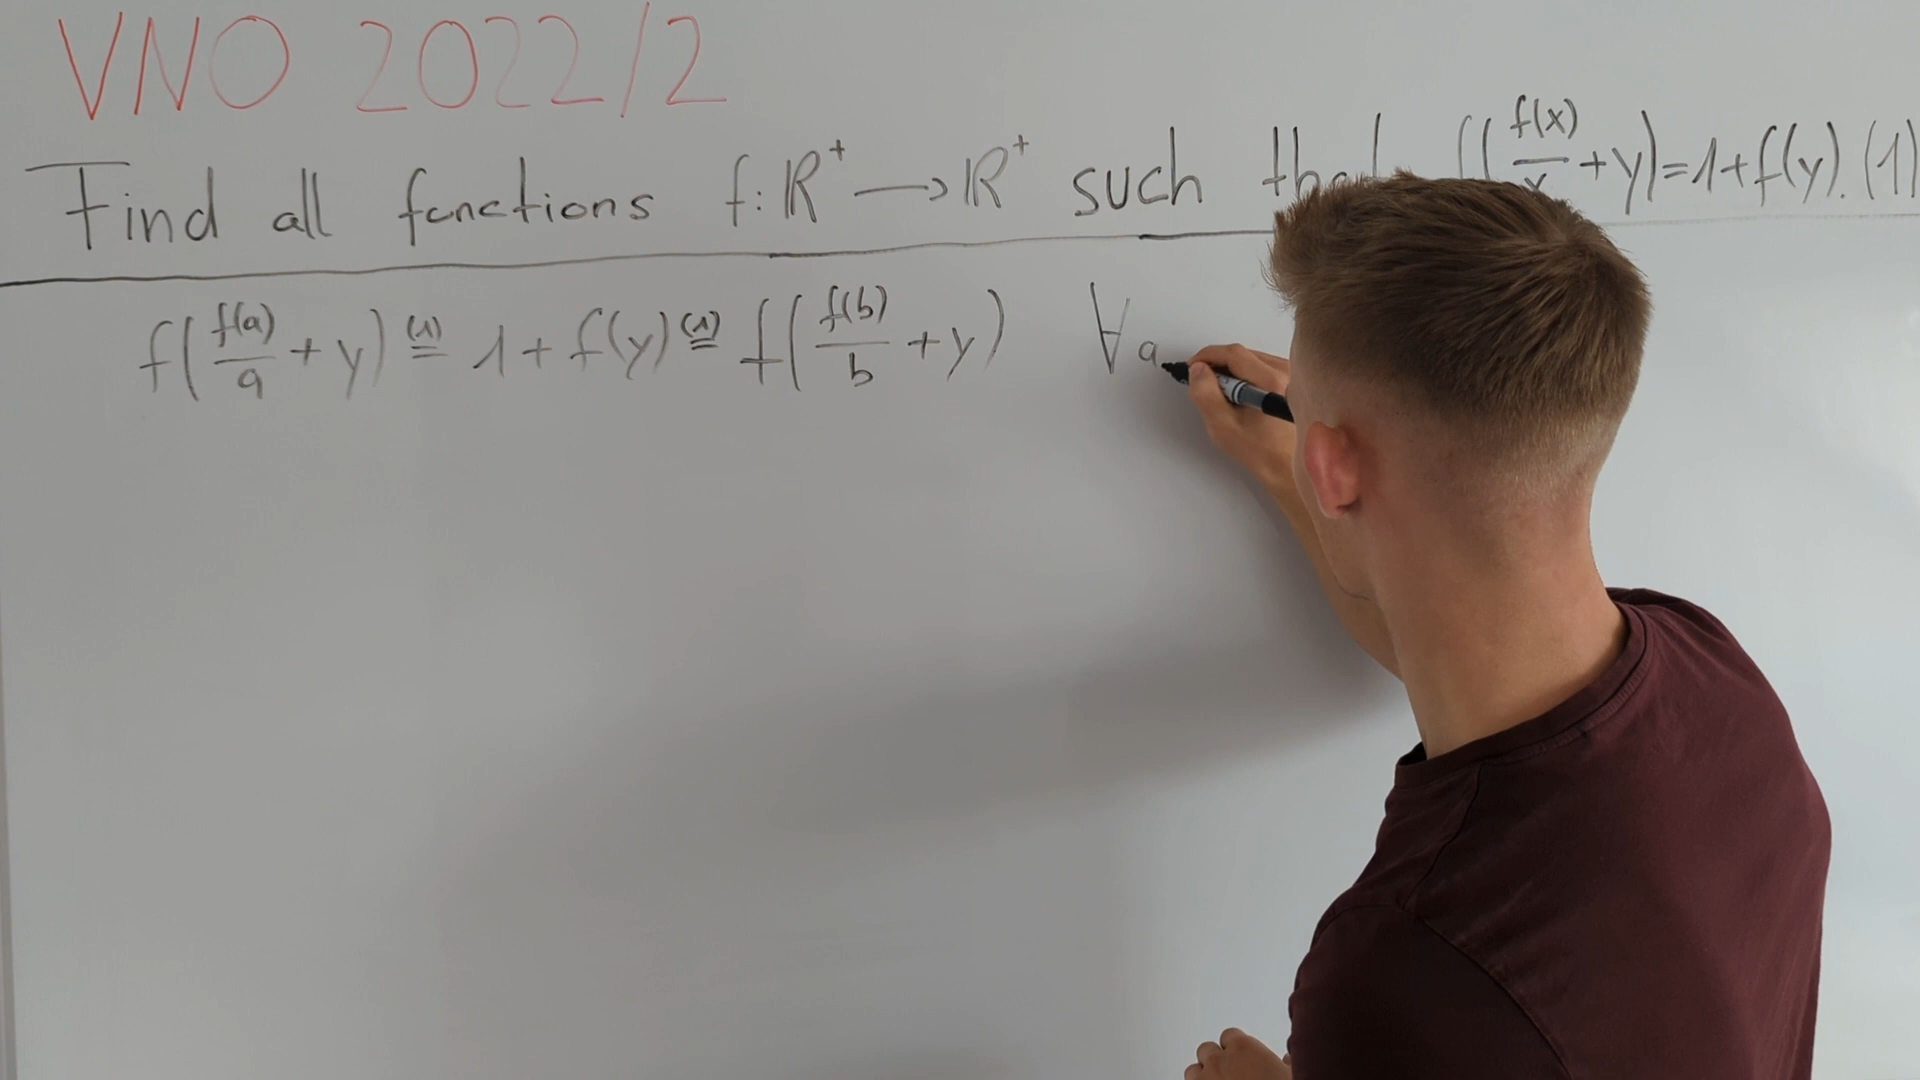 VNO 2022/2
Find all functions f: ℝ⁺ ⟶ ℝ⁺ such that f(f(x)/x + y) = 1 + f(y). (1)
f(f(a)/a + y) ⁽¹⁾= 1 + f(y) ⁽¹⁾= f(f(b)/b + y) ∀ a